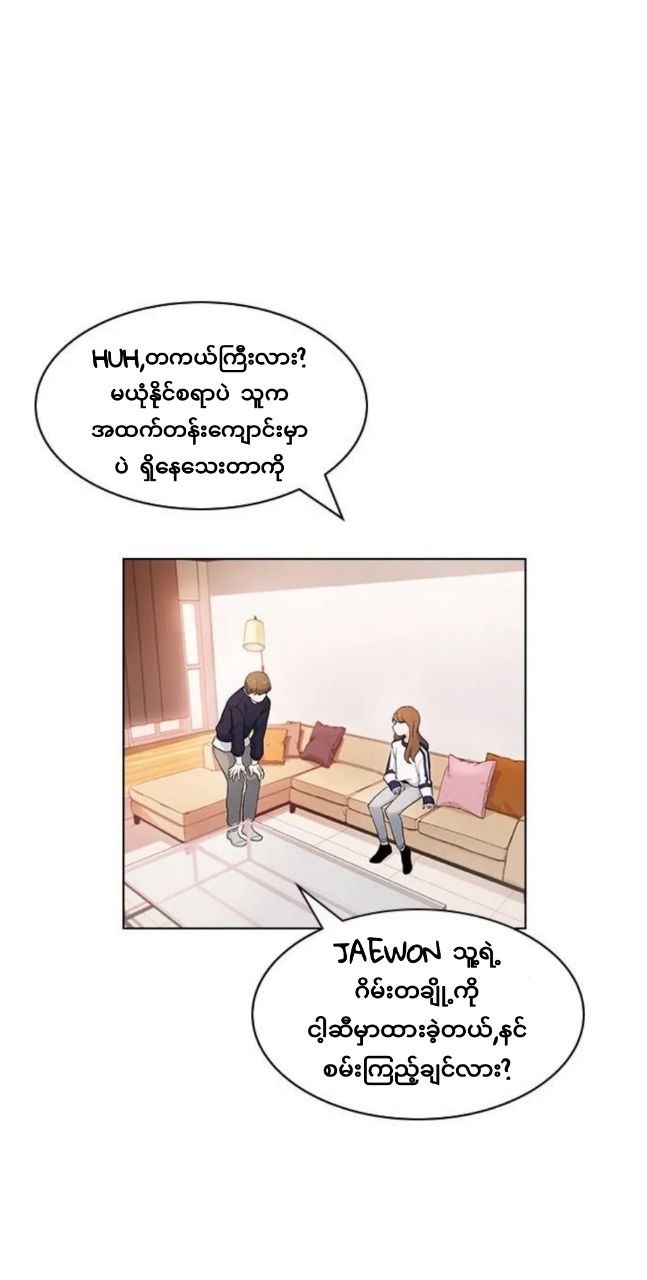 HUH,တကယ်ကြီးလား?
မယုံနိုင်စရာပဲ သူက
အထက်တန်းကျောင်းမှာ
ပဲ ရှိနေသေးတာကို
JAEWON သူ့ရဲ့
ဂိမ်းတချို့ကို
ငါ့ဆီမှာထားခဲ့တယ်,နင်
စမ်းကြည့်ချင်လား?